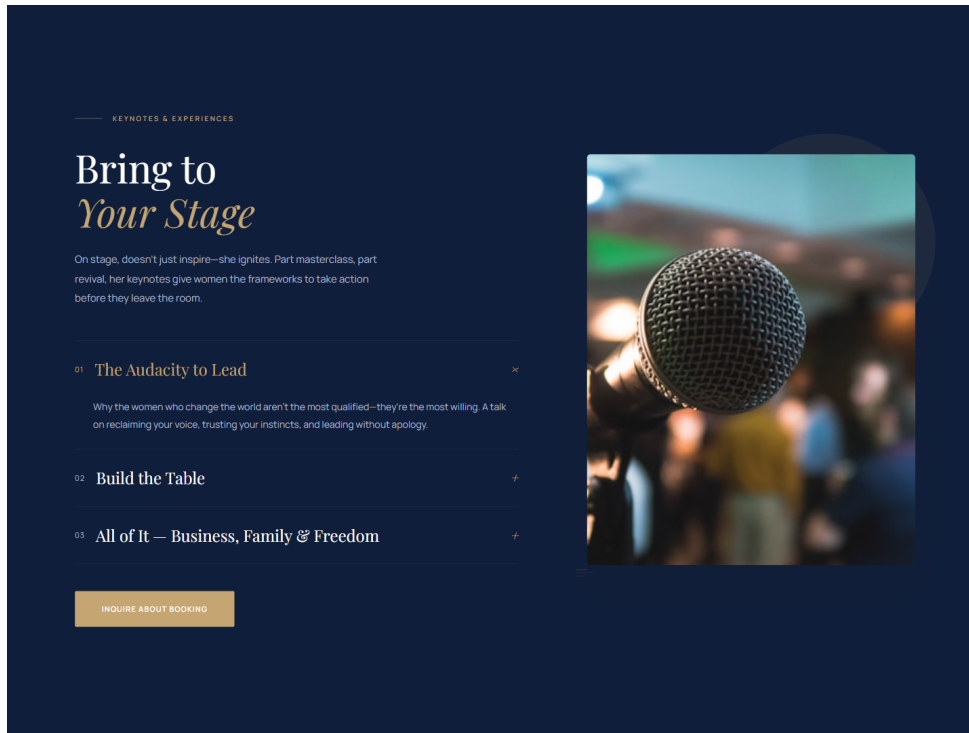 KEYNOTES & EXPERIENCES
Bring to
Your Stage
On stage, doesn't just inspire—she ignites. Part masterclass, part
revival, her keynotes give women the frameworks to take action
before they leave the room.
01 The Audacity to Lead
Why the women who change the world aren't the most qualified—they're the most willing. A talk
on reclaiming your voice, trusting your instincts, and leading without apology.
02 Build the Table
03 All of It — Business, Family & Freedom
INQUIRE ABOUT BOOKING